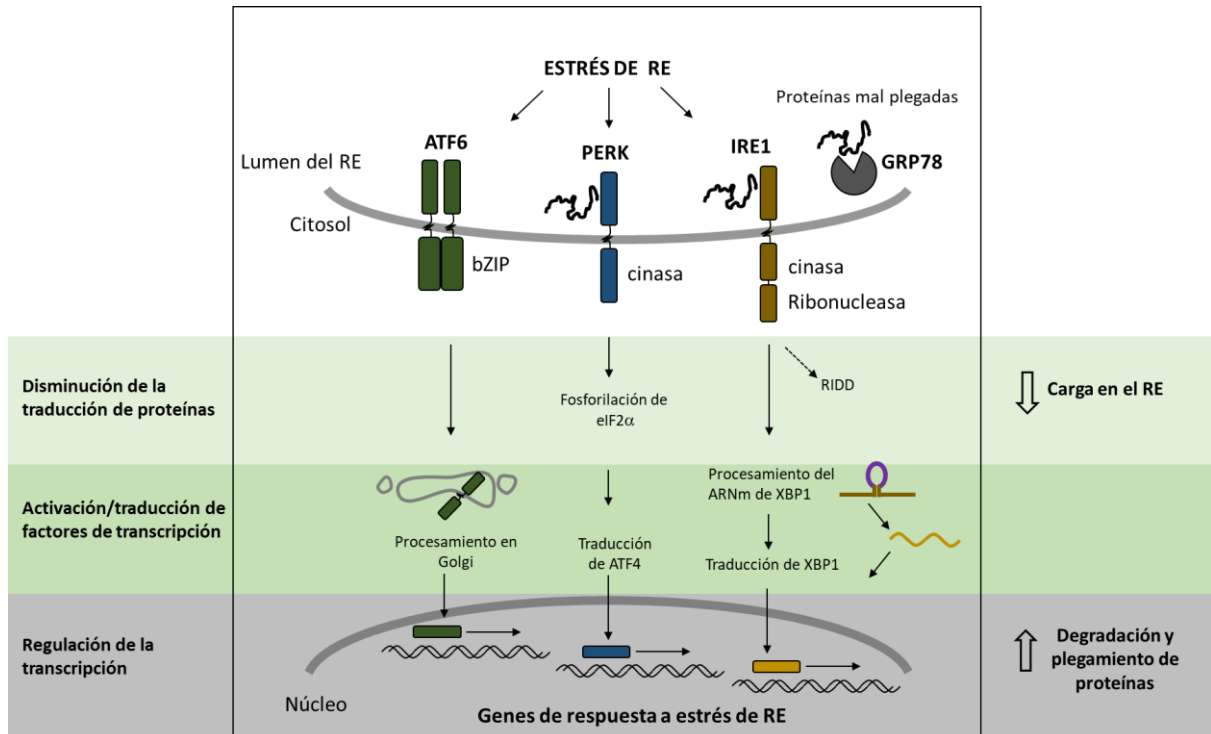 ESTRÉS DE RE
Proteínas mal plegadas
ATF6
PERK
IRE1
GRP78
Lumen del RE
Citosol
bZIP
cinasa
cinasa
Ribonucleasa
Disminución de la
traducción de proteínas
Fosforilación de
eIF2α
RIDD
Carga en el RE
Activación/traducción de
factores de transcripción
Procesamiento en
Golgi
Traducción
de ATF4
Procesamiento del
ARNm de XBP1
Traducción de XBP1
Regulación de la
transcripción
Degradación y
plegamiento de
proteínas
Núcleo
Genes de respuesta a estrés de RE